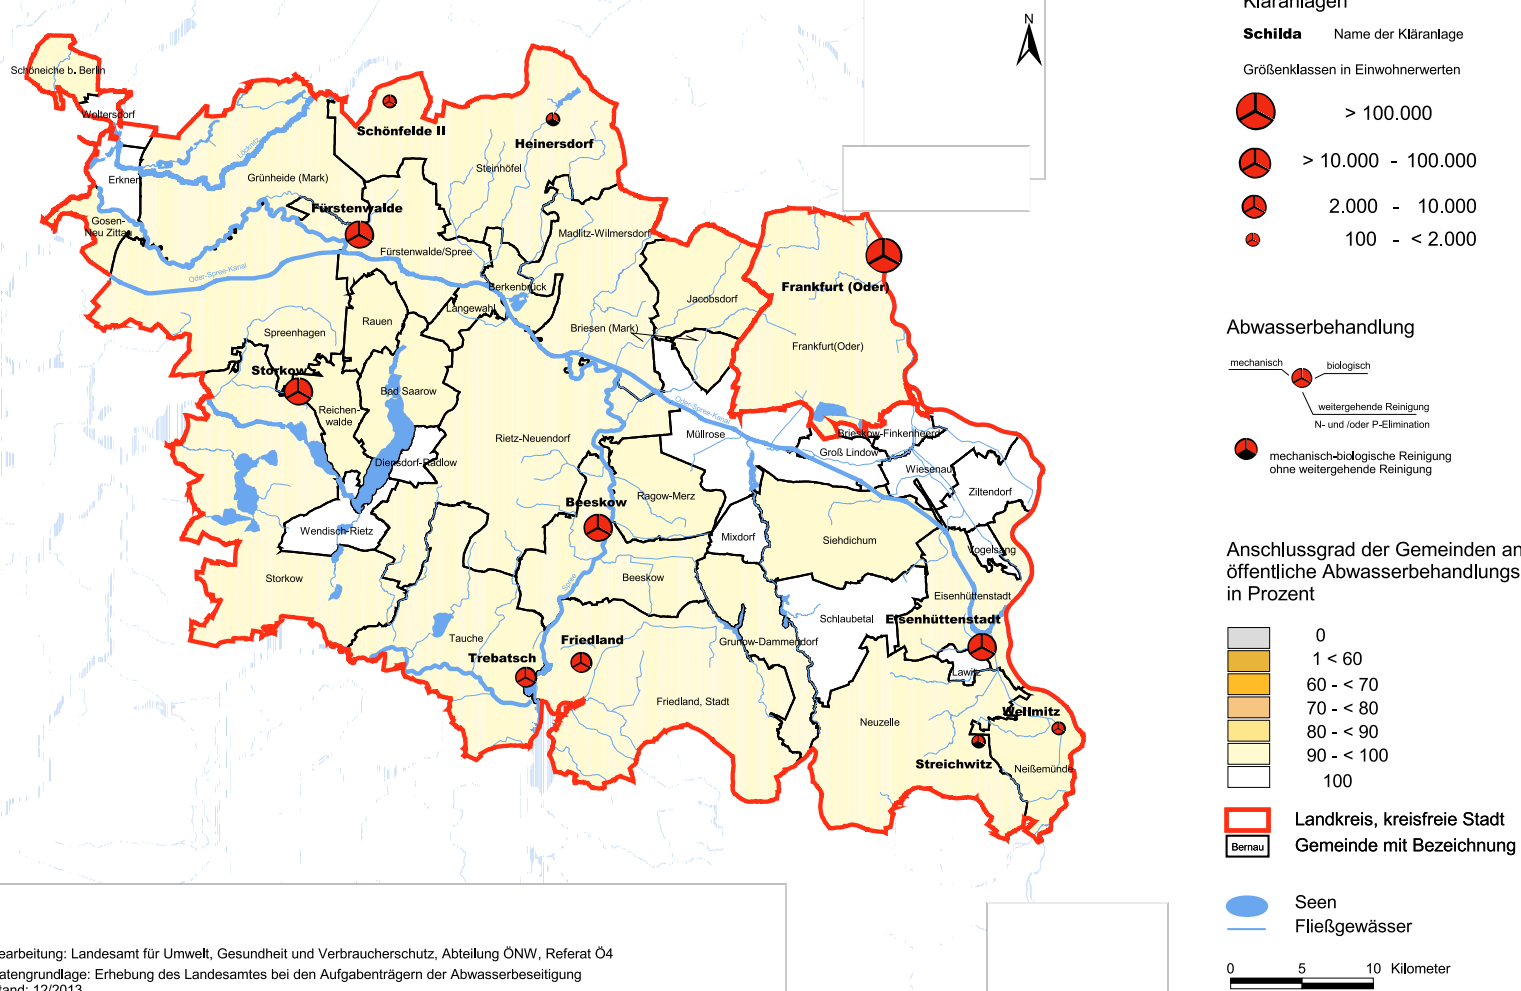 Kläranlagen
Schilda Name der Kläranlage
Größenklassen in Einwohnerwerten
> 100.000
> 10.000 - 100.000
2.000 - 10.000
100 - < 2.000
Abwasserbehandlung
mechanisch
biologisch
weitergehende Reinigung
N- und /oder P-Elimination
mechanisch-biologische Reinigung
ohne weitergehende Reinigung
Anschlussgrad der Gemeinden an
öffentliche Abwasserbehandlungs
in Prozent
0
1 < 60
60 - < 70
70 - < 80
80 - < 90
90 - < 100
100
Landkreis, kreisfreie Stadt
Bernau Gemeinde mit Bezeichnung
Seen
Fließgewässer
0 5 10 Kilometer
N
Schöneiche b. Berlin
Woltersdorf
Erkner
Löcknitz
Grünheide (Mark)
Schönfelde II
Heinersdorf
Steinhöfel
Gosen-
Neu Zittau
Fürstenwalde
Fürstenwalde/Spree
Madlitz-Wilmersdorf
Oder-Spree-Kanal
Berkenbrück
Langewahl
Jacobsdorf
Frankfurt (Oder)
Frankfurt(Oder)
Briesen (Mark)
Rauen
Spreenhagen
Storkow
Bad Saarow
Reichen-
walde
Oder-Spree-Kanal
Rietz-Neuendorf
Müllrose
Brieskow-Finkenheerd
Groß Lindow
Wiesenau
Diensdorf-Radlow
Ziltendorf
Ragow-Merz
Beeskow
Wendisch-Rietz
Mixdorf
Siehdichum
Vogelsang
Storkow
Spree
Beeskow
Eisenhüttenstadt
Schlaubetal
Eisenhüttenstadt
Tauche
Friedland
Grunow-Dammendorf
Trebatsch
Lawitz
Friedland, Stadt
Neuzelle
Wellmitz
Streichwitz
Neißemünde
earbeitung: Landesamt für Umwelt, Gesundheit und Verbraucherschutz, Abteilung ÖNW, Referat Ö4
atengrundlage: Erhebung des Landesamtes bei den Aufgabenträgern der Abwasserbeseitigung
tand: 12/2013